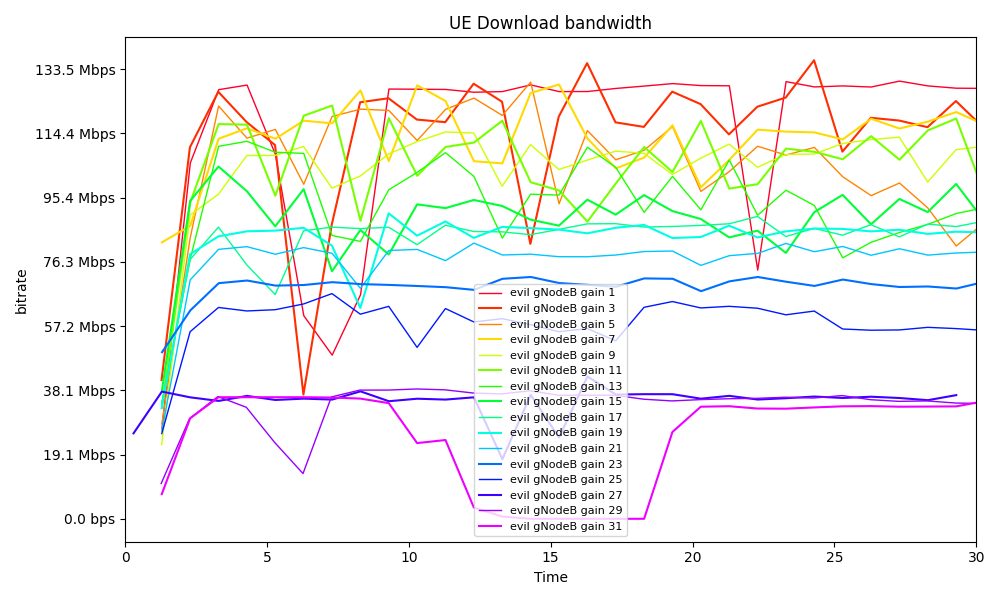 UE Download bandwidth
bitrate
133.5 Mbps
114.4 Mbps
95.4 Mbps
76.3 Mbps
57.2 Mbps
38.1 Mbps
19.1 Mbps
0.0 bps
evil gNodeB gain 1
evil gNodeB gain 3
evil gNodeB gain 5
evil gNodeB gain 7
evil gNodeB gain 9
evil gNodeB gain 11
evil gNodeB gain 13
evil gNodeB gain 15
evil gNodeB gain 17
evil gNodeB gain 19
evil gNodeB gain 21
evil gNodeB gain 23
evil gNodeB gain 25
evil gNodeB gain 27
evil gNodeB gain 29
evil gNodeB gain 31
0 5 10 15 20 25 30
Time